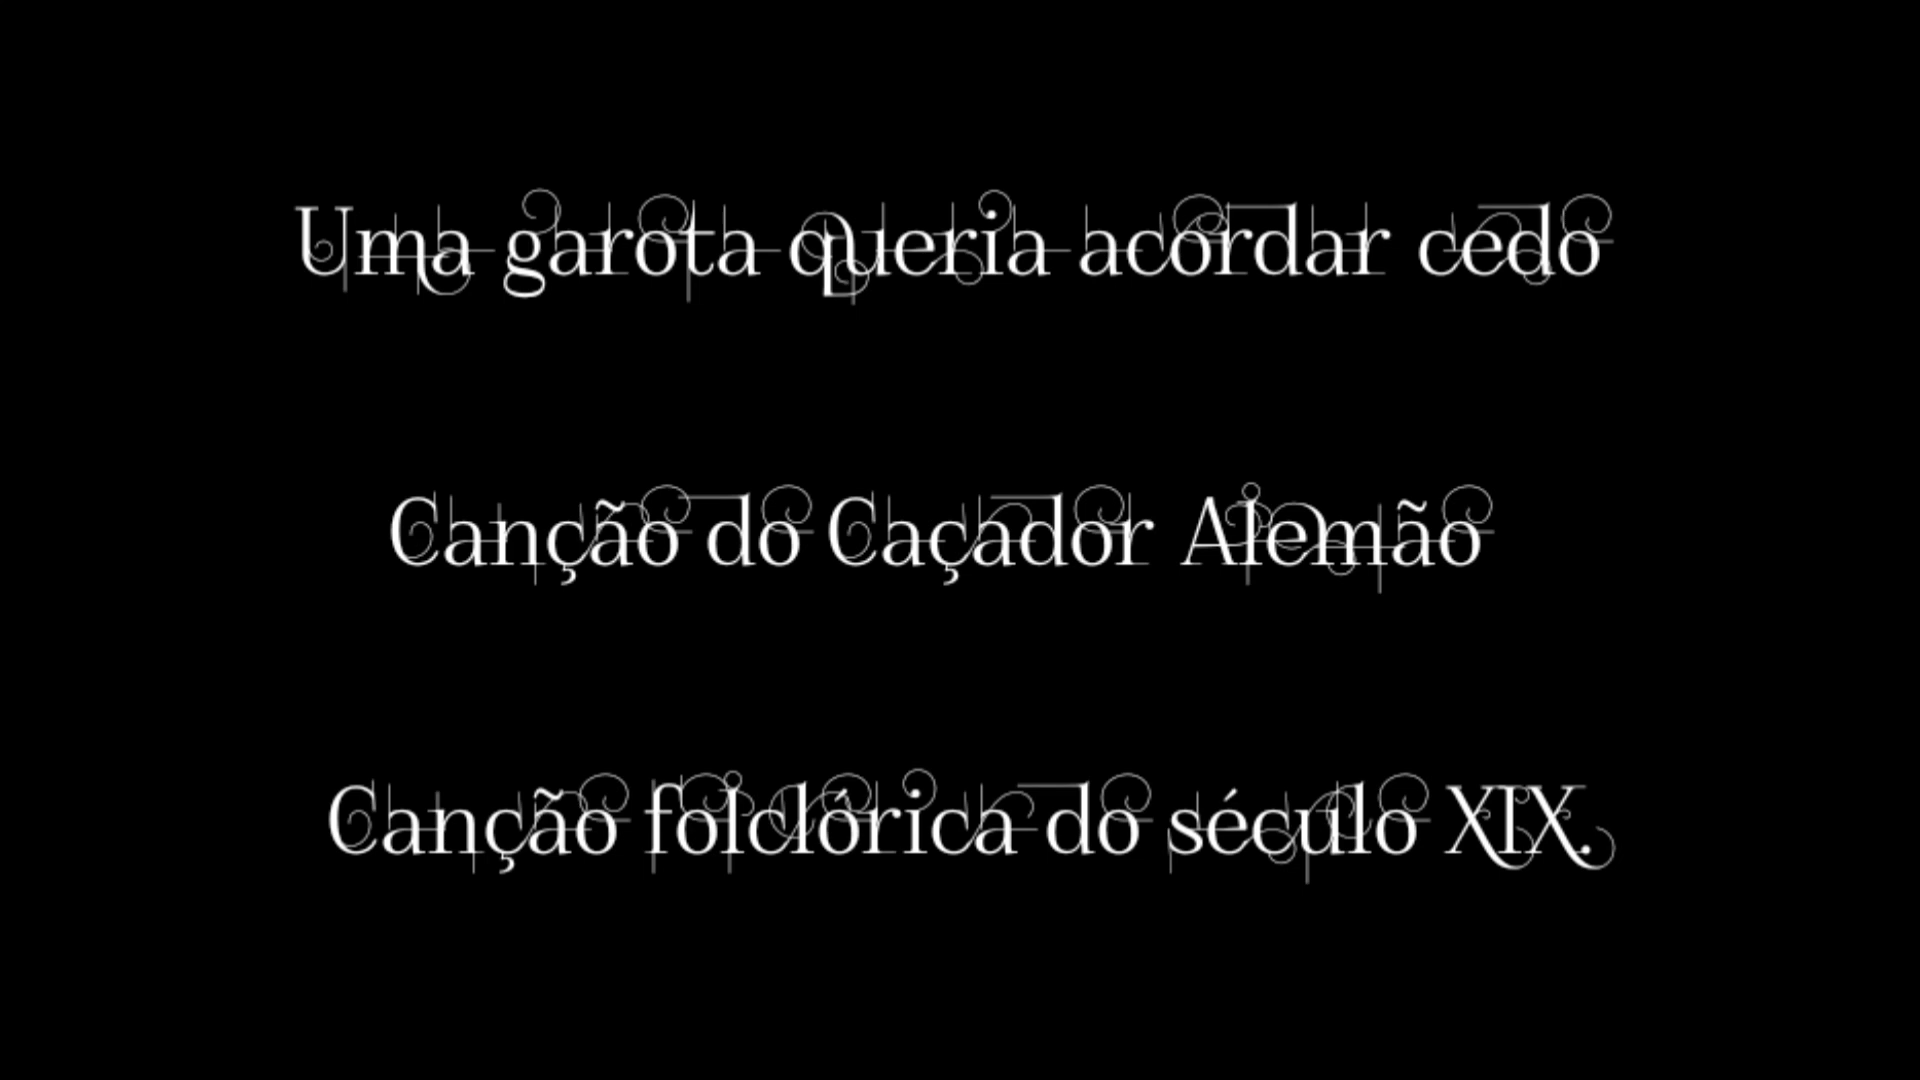 Uma garota queria acordar cedo
Canção do Caçador Alemão
Canção folclórica do século XIX.